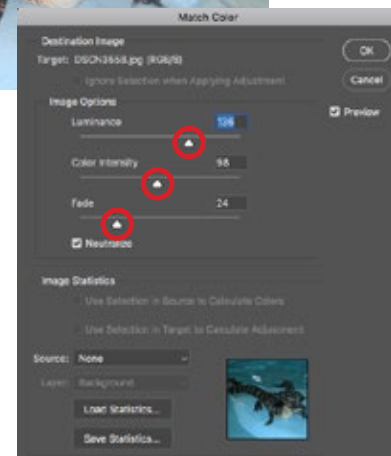 Match Color
Destination Image
Target: DSCN3558.jpg (RGB/8)
OK
Ignore Selection when Applying Adjustment
Cancel
Image Options
Preview
Luminance 136
Color Intensity 98
Fade 24
Neutralize
Image Statistics
Use Selection in Source to Calculate Colors
Use Selection in Target to Calculate Adjustment
Source: None
Layer: Background
Load Statistics...
Save Statistics...